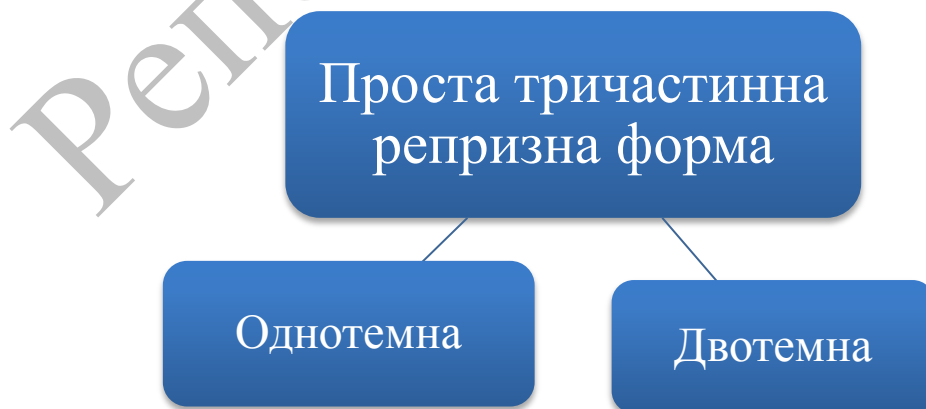 Проста тричастинна
репризна форма
Однотемна
Двотемна